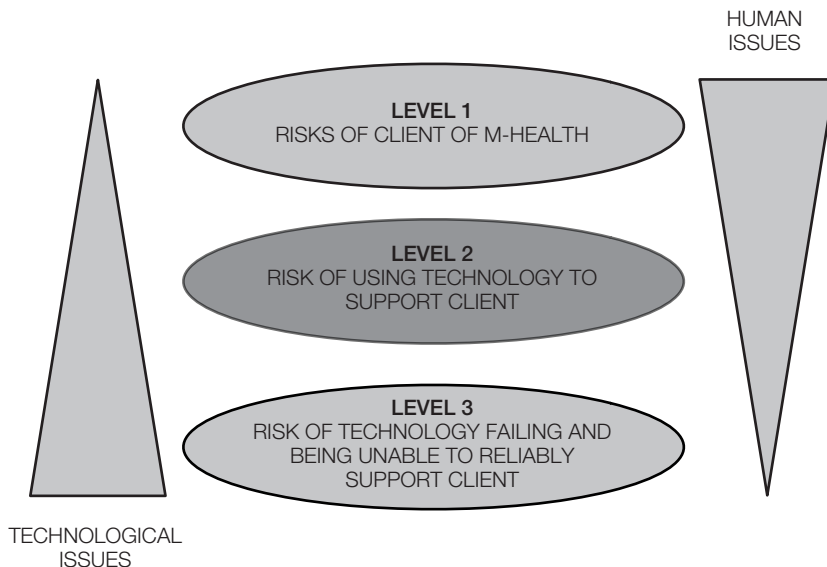 HUMAN
ISSUES
LEVEL 1
RISKS OF CLIENT OF M-HEALTH
LEVEL 2
RISK OF USING TECHNOLOGY TO
SUPPORT CLIENT
LEVEL 3
RISK OF TECHNOLOGY FAILING AND
BEING UNABLE TO RELIABLY
SUPPORT CLIENT
TECHNOLOGICAL
ISSUES